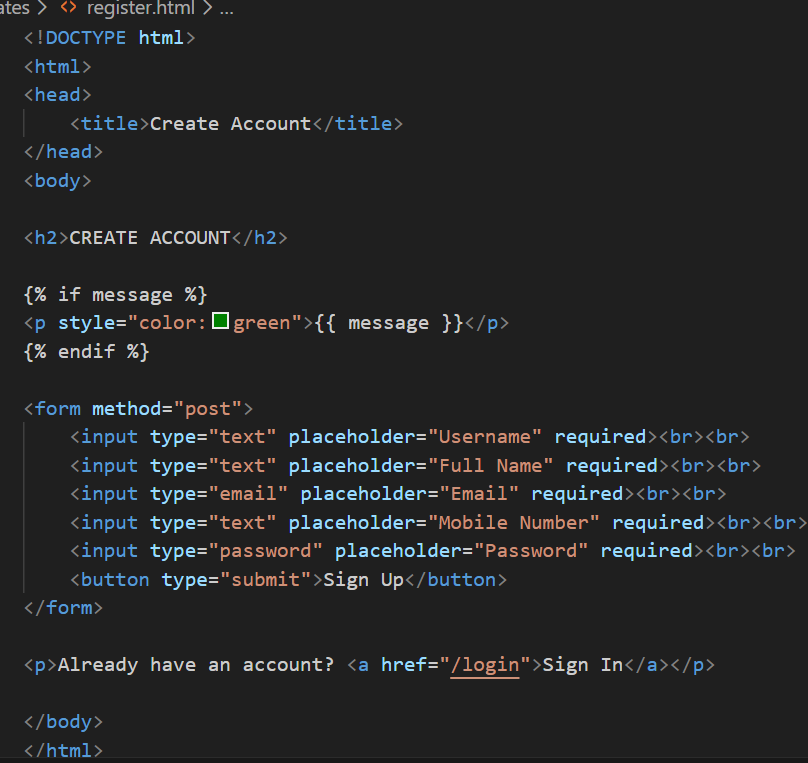 ates > <> register.html > ...
<!DOCTYPE html>
<html>
<head>
    <title>Create Account</title>
</head>
<body>

<h2>CREATE ACCOUNT</h2>

{% if message %}
<p style="color:green">{{ message }}</p>
{% endif %}

<form method="post">
    <input type="text" placeholder="Username" required><br><br>
    <input type="text" placeholder="Full Name" required><br><br>
    <input type="email" placeholder="Email" required><br><br>
    <input type="text" placeholder="Mobile Number" required><br><br>
    <input type="password" placeholder="Password" required><br><br>
    <button type="submit">Sign Up</button>
</form>

<p>Already have an account? <a href="/login">Sign In</a></p>

</body>
</html>